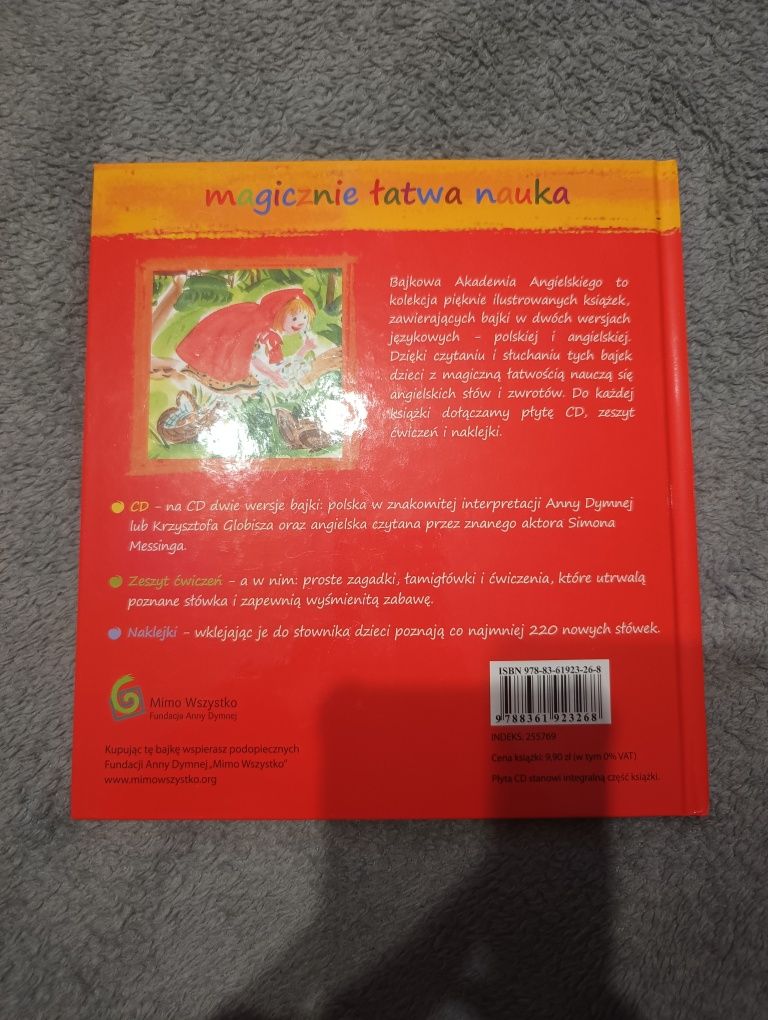 magicznie łatwa nauka
Bajkowa Akademia Angielskiego to
kolekcja pięknie ilustrowanych książek,
zawierających bajki w dwóch wersjach
językowych – polskiej i angielskiej.
Dzięki czytaniu i słuchaniu tych bajek
dzieci z magiczną łatwością nauczą się
angielskich słów i zwrotów. Do każdej
książki dołączamy płytę CD, zeszyt
ćwiczeń i naklejki.
CD – na CD dwie wersje bajki: polska w znakomitej interpretacji Anny Dymnej
lub Krzysztofa Globisza oraz angielska czytana przez znanego aktora Simona
Messinga.
Zeszyt ćwiczeń – a w nim: proste zagadki, łamigłówki i ćwiczenia, które utrwalą
poznane słówka i zapewnią wyśmienitą zabawę.
Naklejki – wklejając je do słownika dzieci poznają co najmniej 220 nowych słówek.
Mimo Wszystko
Fundacja Anny Dymnej
Kupując tę bajkę wspierasz podopiecznych
Fundacji Anny Dymnej „Mimo Wszystko"
www.mimowszystko.org
ISBN 978-83-61923-26-8
9 788361 923268
INDEKS: 255769
Cena książki: 9,90 zł (w tym 0% VAT)
Płyta CD stanowi integralną część książki.